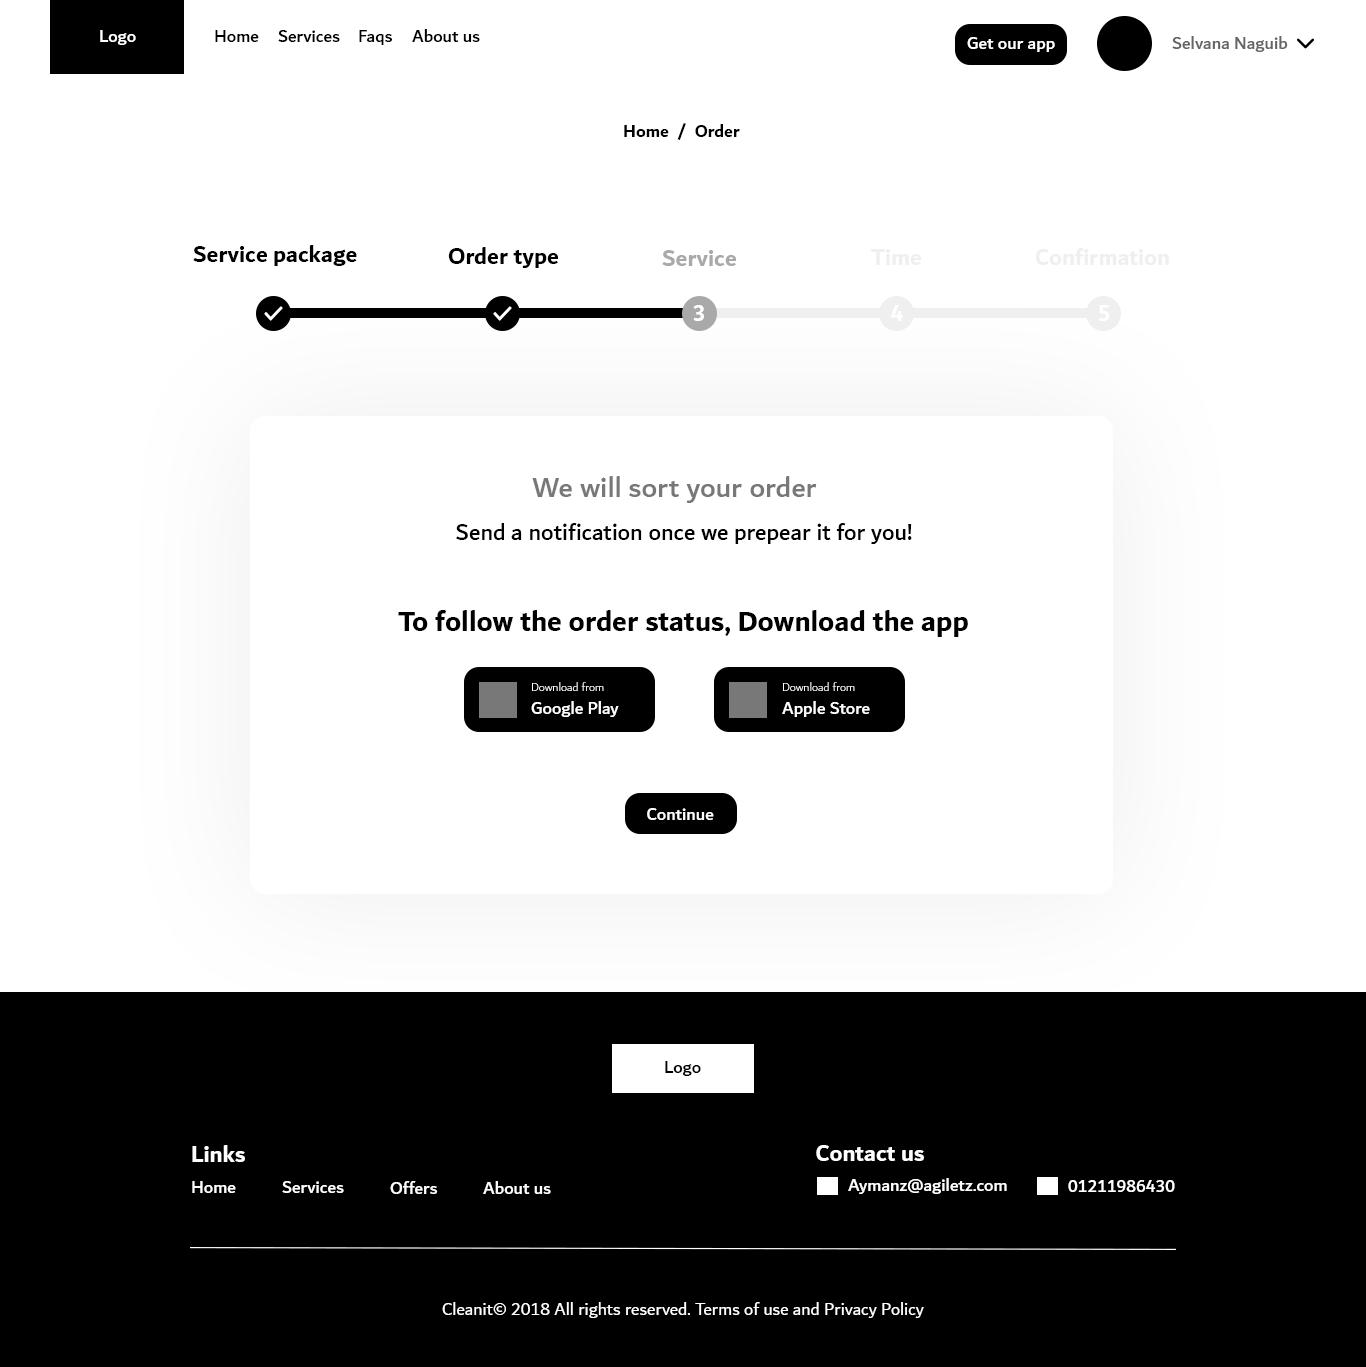 Logo
Home Services Faqs About us
Get our app
Selvana Naguib
Home / Order
Service package Order type Service Time Confirmation
3 4 5
We will sort your order
Send a notification once we prepear it for you!
To follow the order status, Download the app
Download from
Google Play
Download from
Apple Store
Continue
Logo
Links
Home Services Offers About us
Contact us
Aymanz@agiletz.com 01211986430
Cleanit© 2018 All rights reserved. Terms of use and Privacy Policy